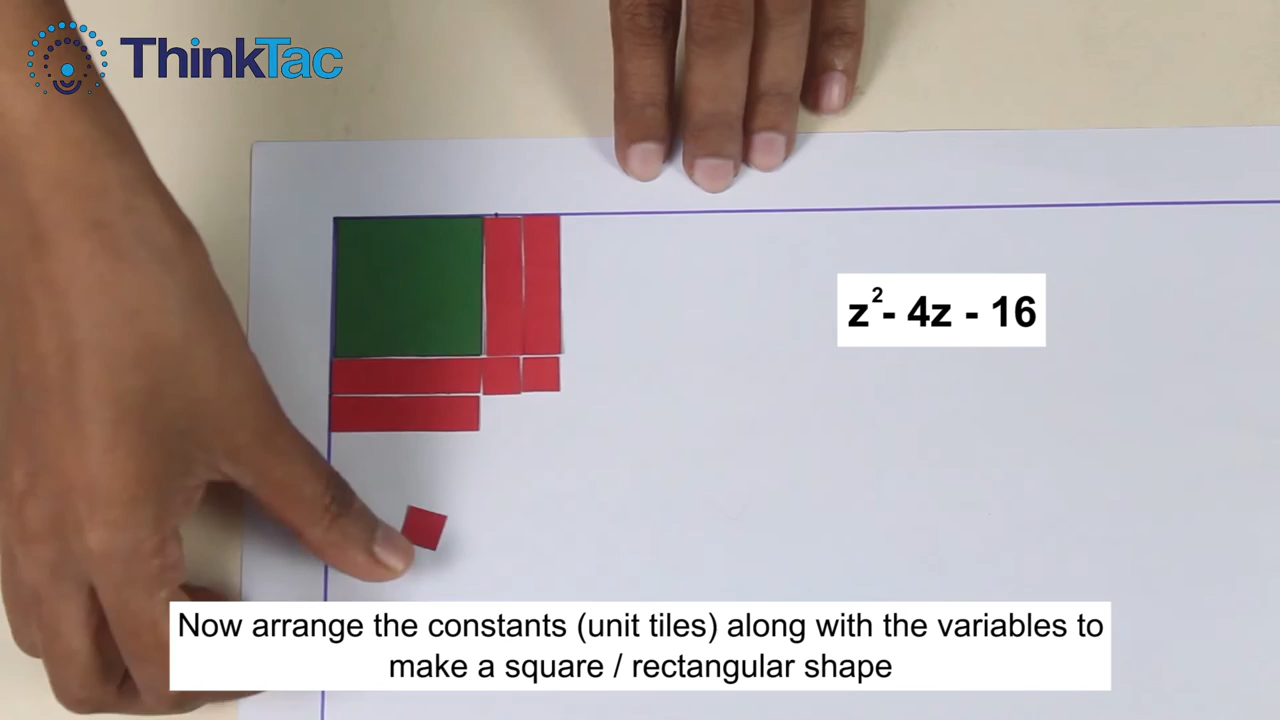 ThinkTac
z²- 4z - 16
Now arrange the constants (unit tiles) along with the variables to
make a square / rectangular shape